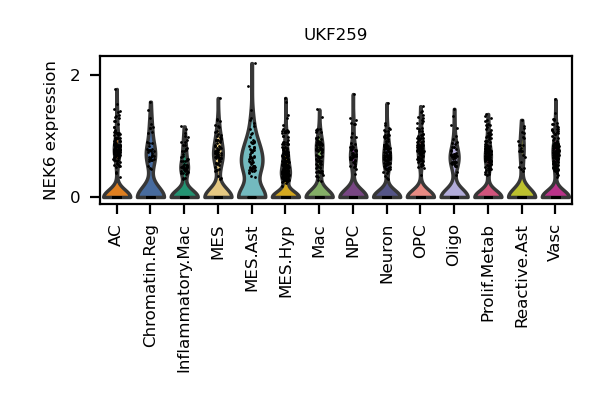 UKF259
NEK6 expression
2
0
AC
Chromatin.Reg
Inflammatory.Mac
MES
MES.Ast
MES.Hyp
Mac
NPC
Neuron
OPC
Oligo
Prolif.Metab
Reactive.Ast
Vasc